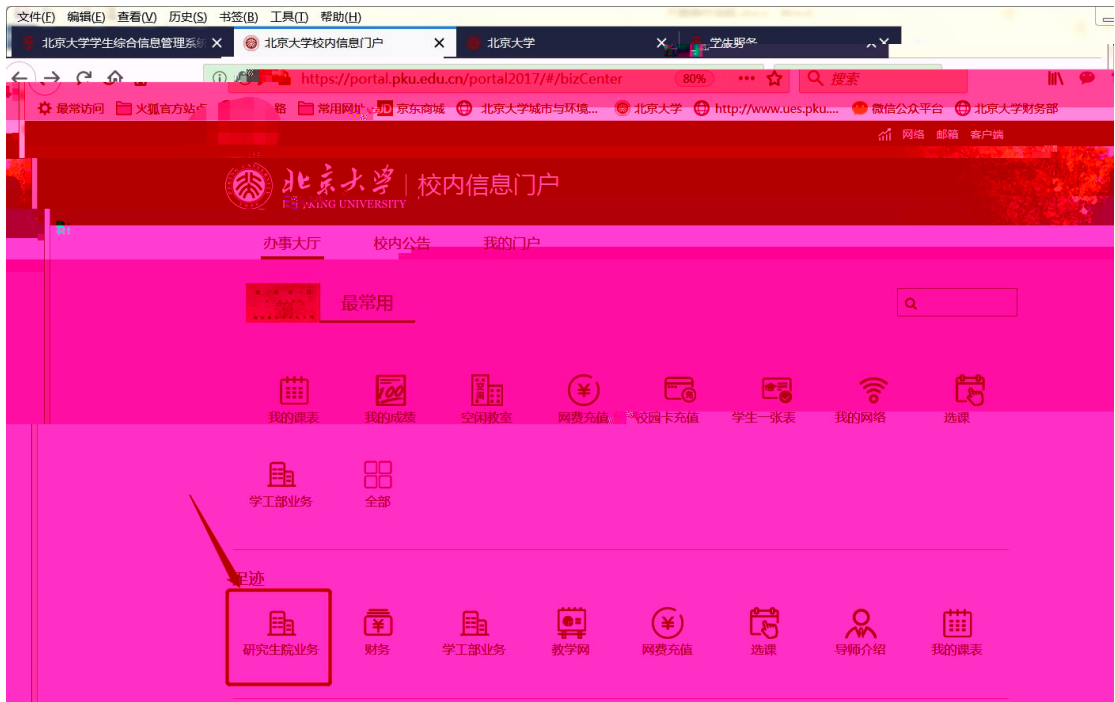 文件(F) 编辑(E) 查看(V) 历史(S) 书签(B) 工具(T) 帮助(H)
北京大学学生综合信息管理系统 北京大学校内信息门户 北京大学
https://portal.pku.edu.cn/portal2017/#/bizCenter 80% 搜索
最常访问 火狐官方站点 常用网址 京东商城 北京大学城市与环境... 北京大学 http://www.ues.pku.... 微信公众平台 北京大学财务部
网络 邮箱 客户端
北京大学 校内信息门户
UNIVERSITY
办事大厅 校内公告 我的门户
最常用
我的课表 我的成绩 空闲教室 网费充值 校园卡充值 学生一张表 我的网络 选课
学工部业务 全部
足迹
研究生院业务 财务 学工部业务 教学网 网费充值 选课 导师介绍 我的课表